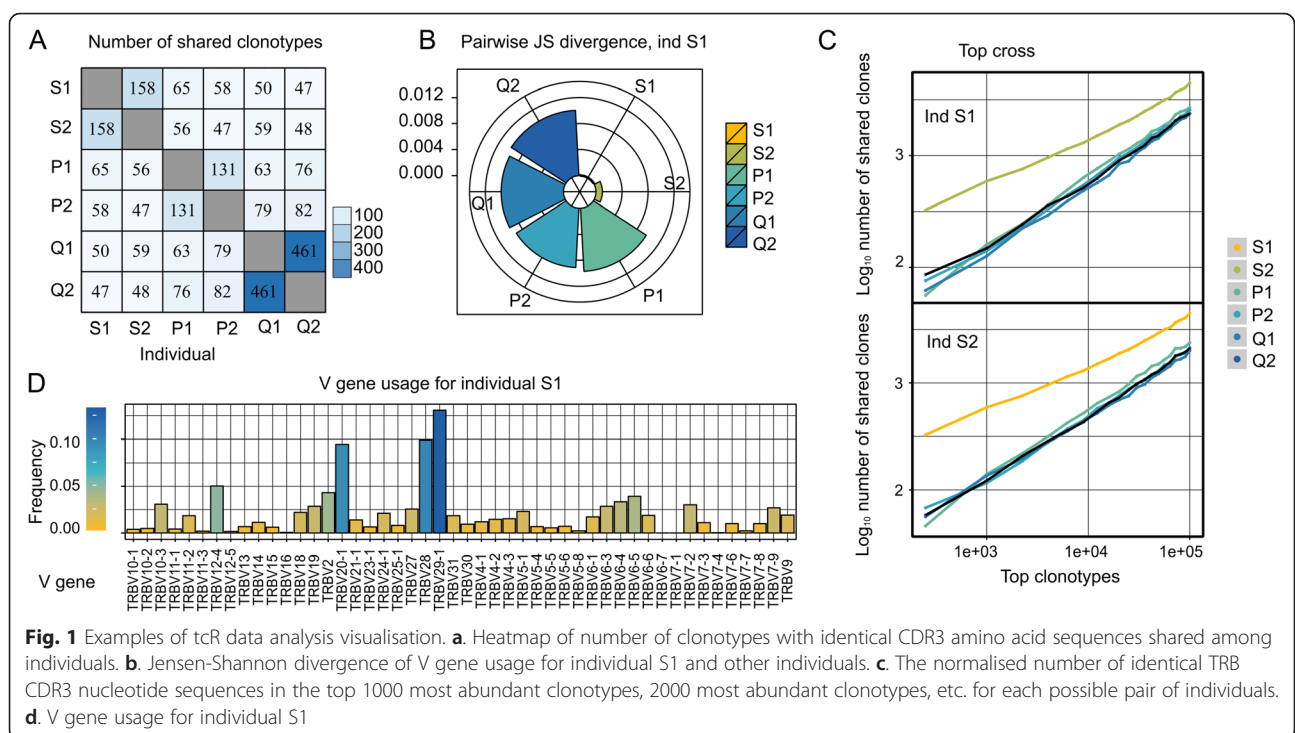 A
Number of shared clonotypes
S1 158 65 58 50 47
S2 158 56 47 59 48
P1 65 56 131 63 76
P2 58 47 131 79 82
Q1 50 59 63 79 461
Q2 47 48 76 82 461
S1 S2 P1 P2 Q1 Q2
Individual
100
200
300
400
B
Pairwise JS divergence, ind S1
0.012
0.008
0.004
0.000
Q2
S1
S2
Q1
P2
P1
S1
S2
P1
P2
Q1
Q2
C
Top cross
Log₁₀ number of shared clones
Ind S1
3
2
Log₁₀ number of shared clones
Ind S2
3
2
1e+03 1e+04 1e+05
Top clonotypes
S1
S2
P1
P2
Q1
Q2
D
V gene usage for individual S1
Frequency
0.10
0.05
0.00
V gene
TRBV10-1
TRBV10-2
TRBV10-3
TRBV11-1
TRBV11-2
TRBV11-3
TRBV12-4
TRBV12-5
TRBV13
TRBV14
TRBV15
TRBV16
TRBV18
TRBV19
TRBV2
TRBV20-1
TRBV21-1
TRBV23-1
TRBV24-1
TRBV25-1
TRBV27
TRBV28
TRBV29-1
TRBV31
TRBV30
TRBV4-1
TRBV4-2
TRBV4-3
TRBV5-1
TRBV5-4
TRBV5-5
TRBV5-6
TRBV5-8
TRBV6-1
TRBV6-3
TRBV6-4
TRBV6-5
TRBV6-6
TRBV6-7
TRBV7-1
TRBV7-2
TRBV7-3
TRBV7-4
TRBV7-6
TRBV7-7
TRBV7-8
TRBV7-9
TRBV9
Fig. 1 Examples of tcR data analysis visualisation. a. Heatmap of number of clonotypes with identical CDR3 amino acid sequences shared among
individuals. b. Jensen-Shannon divergence of V gene usage for individual S1 and other individuals. c. The normalised number of identical TRB
CDR3 nucleotide sequences in the top 1000 most abundant clonotypes, 2000 most abundant clonotypes, etc. for each possible pair of individuals.
d. V gene usage for individual S1